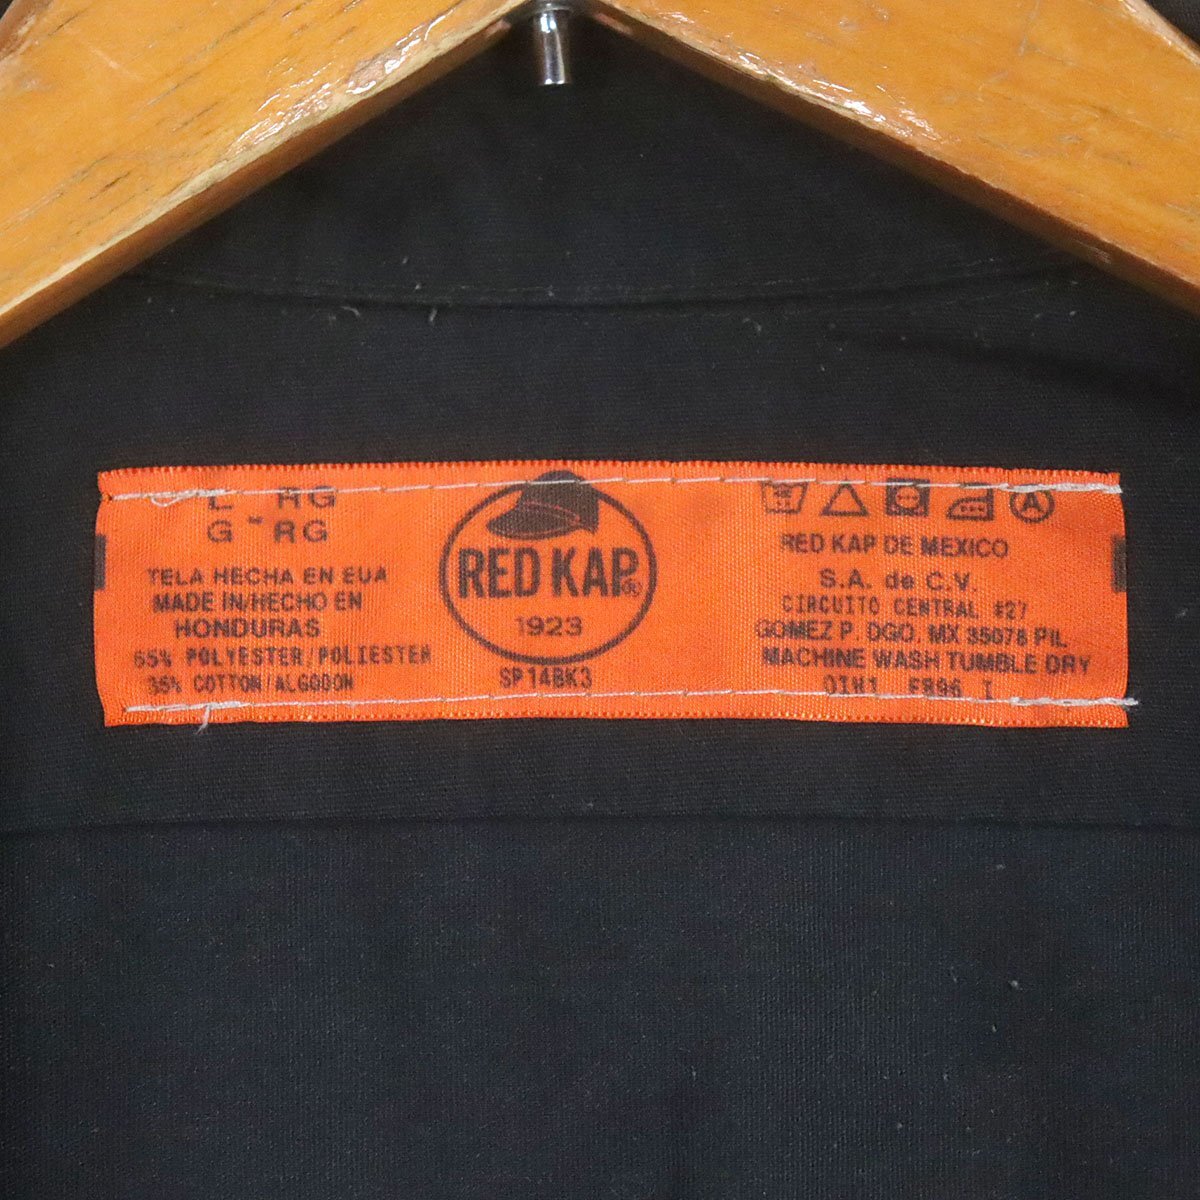 L RG
G - RG
TELA HECHA EN EUA
MADE IN/HECHO EN
HONDURAS
65% POLYESTER/POLIESTER
35% COTTON/ALGODON
RED KAP®
1923
SP14BK3
A
RED KAP DE MEXICO
S.A. de C.V.
CIRCUITO CENTRAL #27
GOMEZ P. DGO. MX 35078 PIL
MACHINE WASH TUMBLE DRY